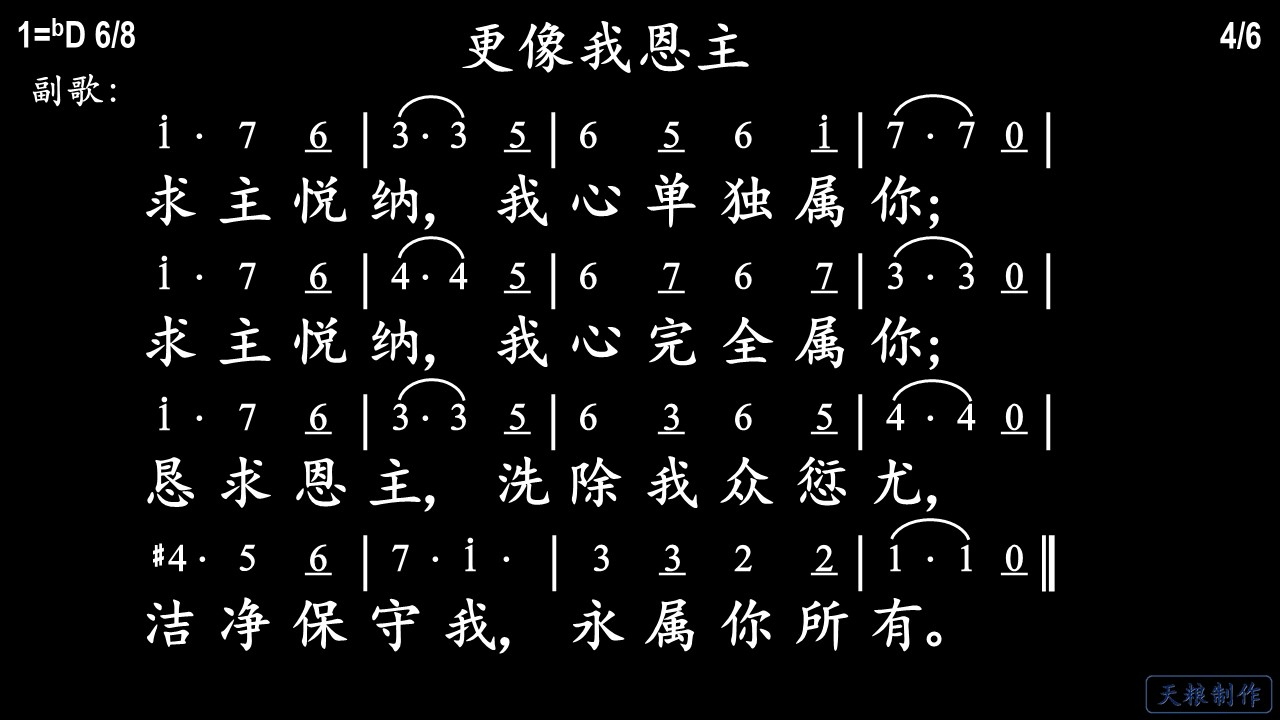 1=ᵇD 6/8
更像我恩主
4/6
副歌:
i̇ · 7 6̲ | 3 · 3 5̲ | 6 5̲ 6 i̲̇ | 7 · 7 0̲ |
求主悦纳, 我心单独属你;
i̇ · 7 6̲ | 4 · 4 5̲ | 6 7̲ 6 7̲ | 3 · 3 0̲ |
求主悦纳, 我心完全属你;
i̇ · 7 6̲ | 3 · 3 5̲ | 6 3̲ 6 5̲ | 4 · 4 0̲ |
恳求恩主, 洗除我众愆尤,
#4 · 5 6̲ | 7 · i̇ · | 3 3̲ 2 2̲ | 1 · 1 0̲ ‖
洁净保守我, 永属你所有。
天粮制作